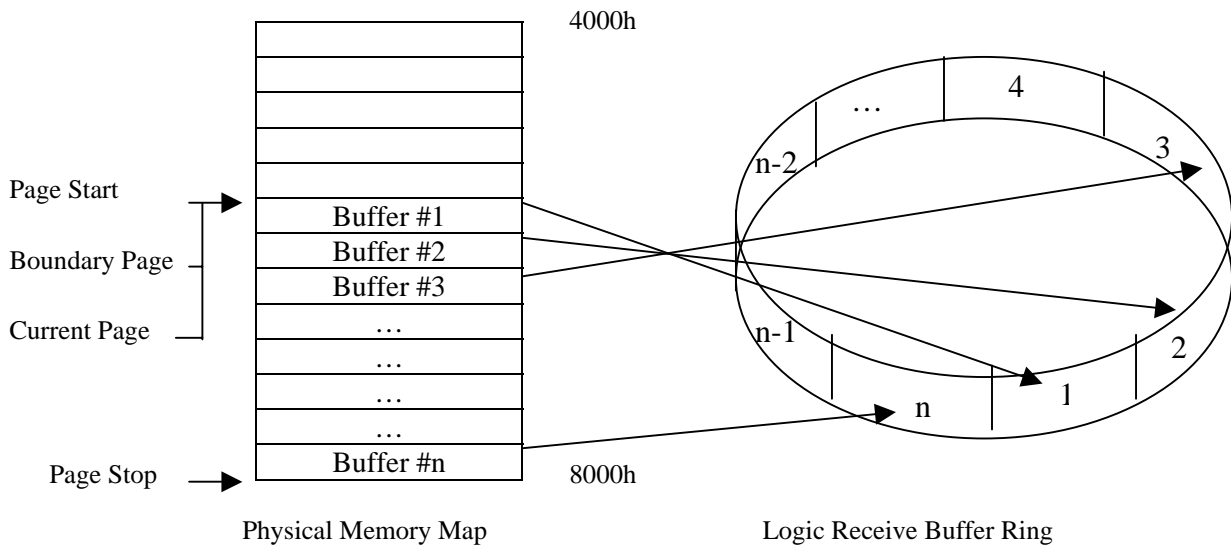 4000h
4
…
3
n-2
Page Start
Buffer #1
Boundary Page
Buffer #2
Buffer #3
Current Page
…
n-1
2
…
…
1
n
…
Buffer #n
Page Stop
8000h
Physical Memory Map
Logic Receive Buffer Ring